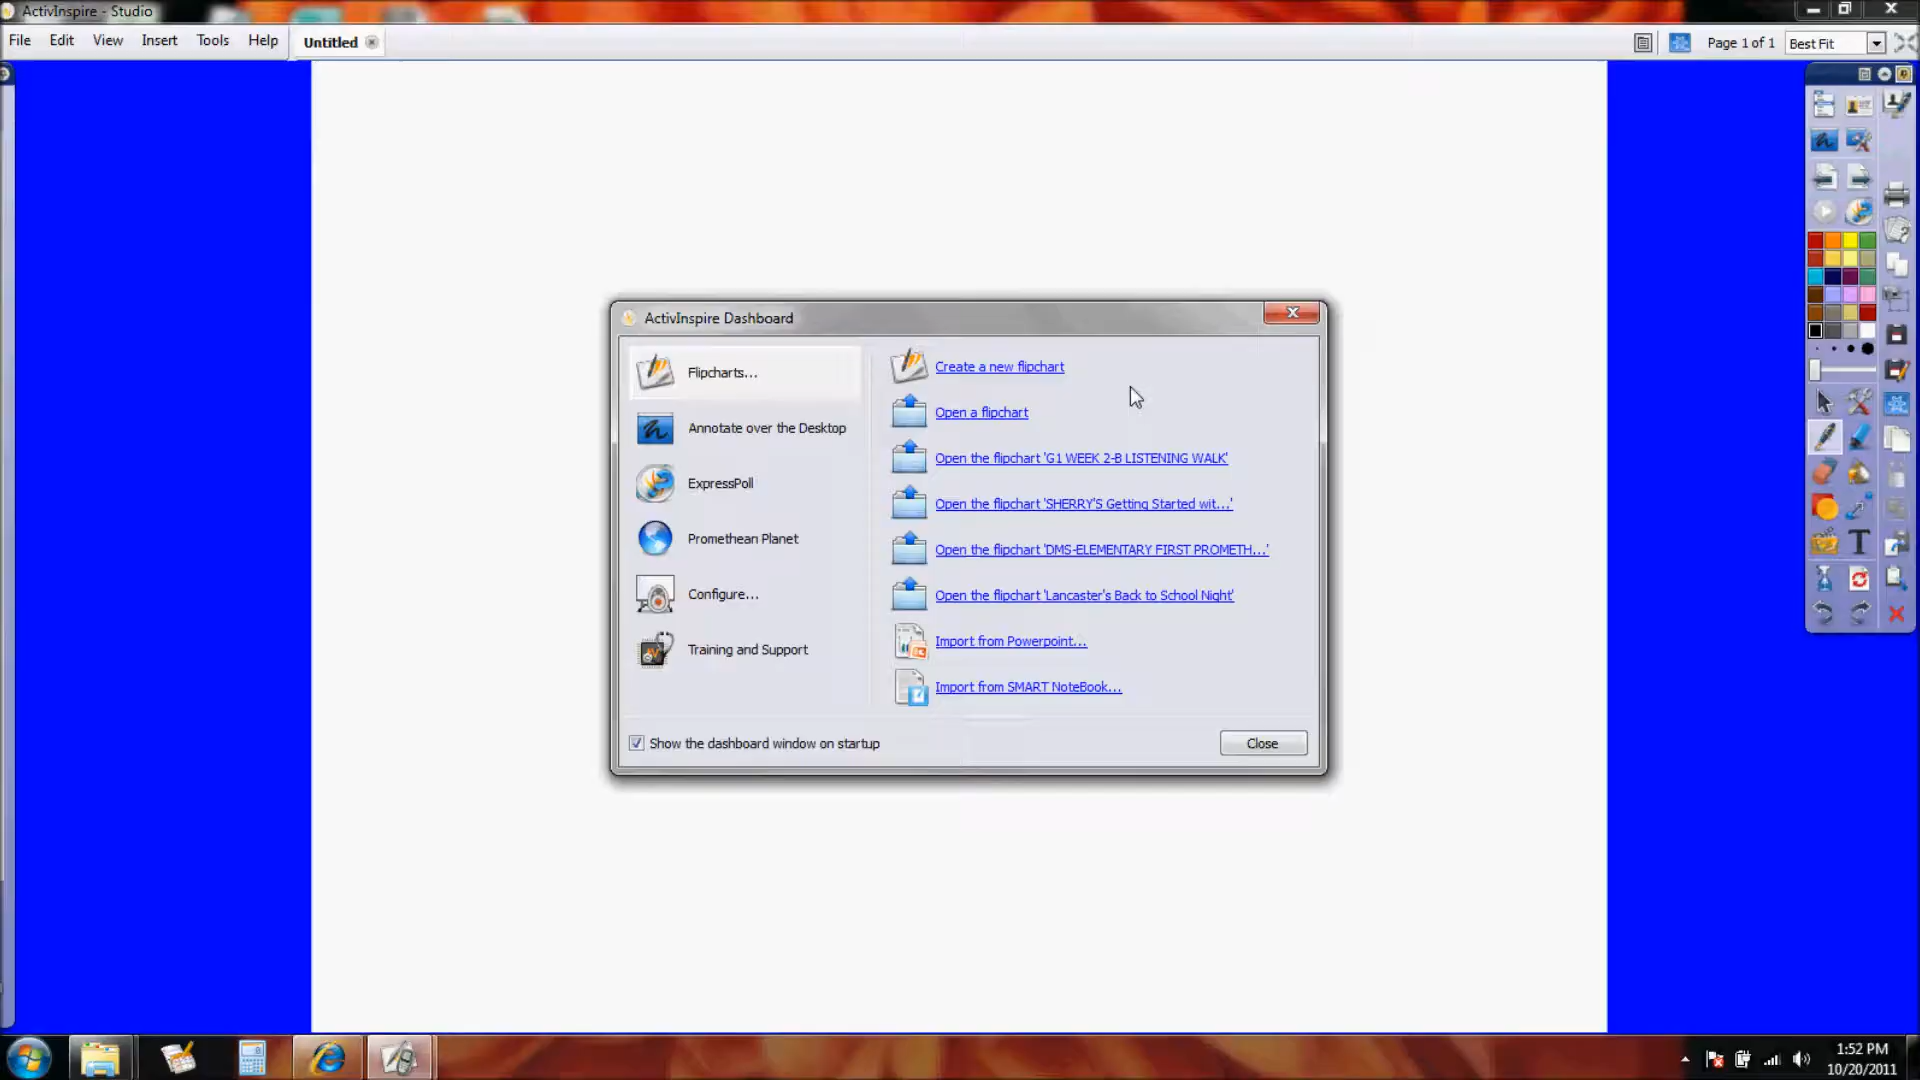 ActivInspire - Studio
File Edit View Insert Tools Help Untitled Page 1 of 1 Best Fit
ActivInspire Dashboard
Flipcharts...
Annotate over the Desktop
ExpressPoll
Promethean Planet
Configure...
Training and Support
Create a new flipchart
Open a flipchart
Open the flipchart 'G1 WEEK 2-B LISTENING WALK'
Open the flipchart 'SHERRY'S Getting Started wit...'
Open the flipchart 'DMS-ELEMENTARY FIRST PROMETH...'
Open the flipchart 'Lancaster's Back to School Night'
Import from Powerpoint...
Import from SMART NoteBook...
Show the dashboard window on startup
Close
1:52 PM
10/20/2011